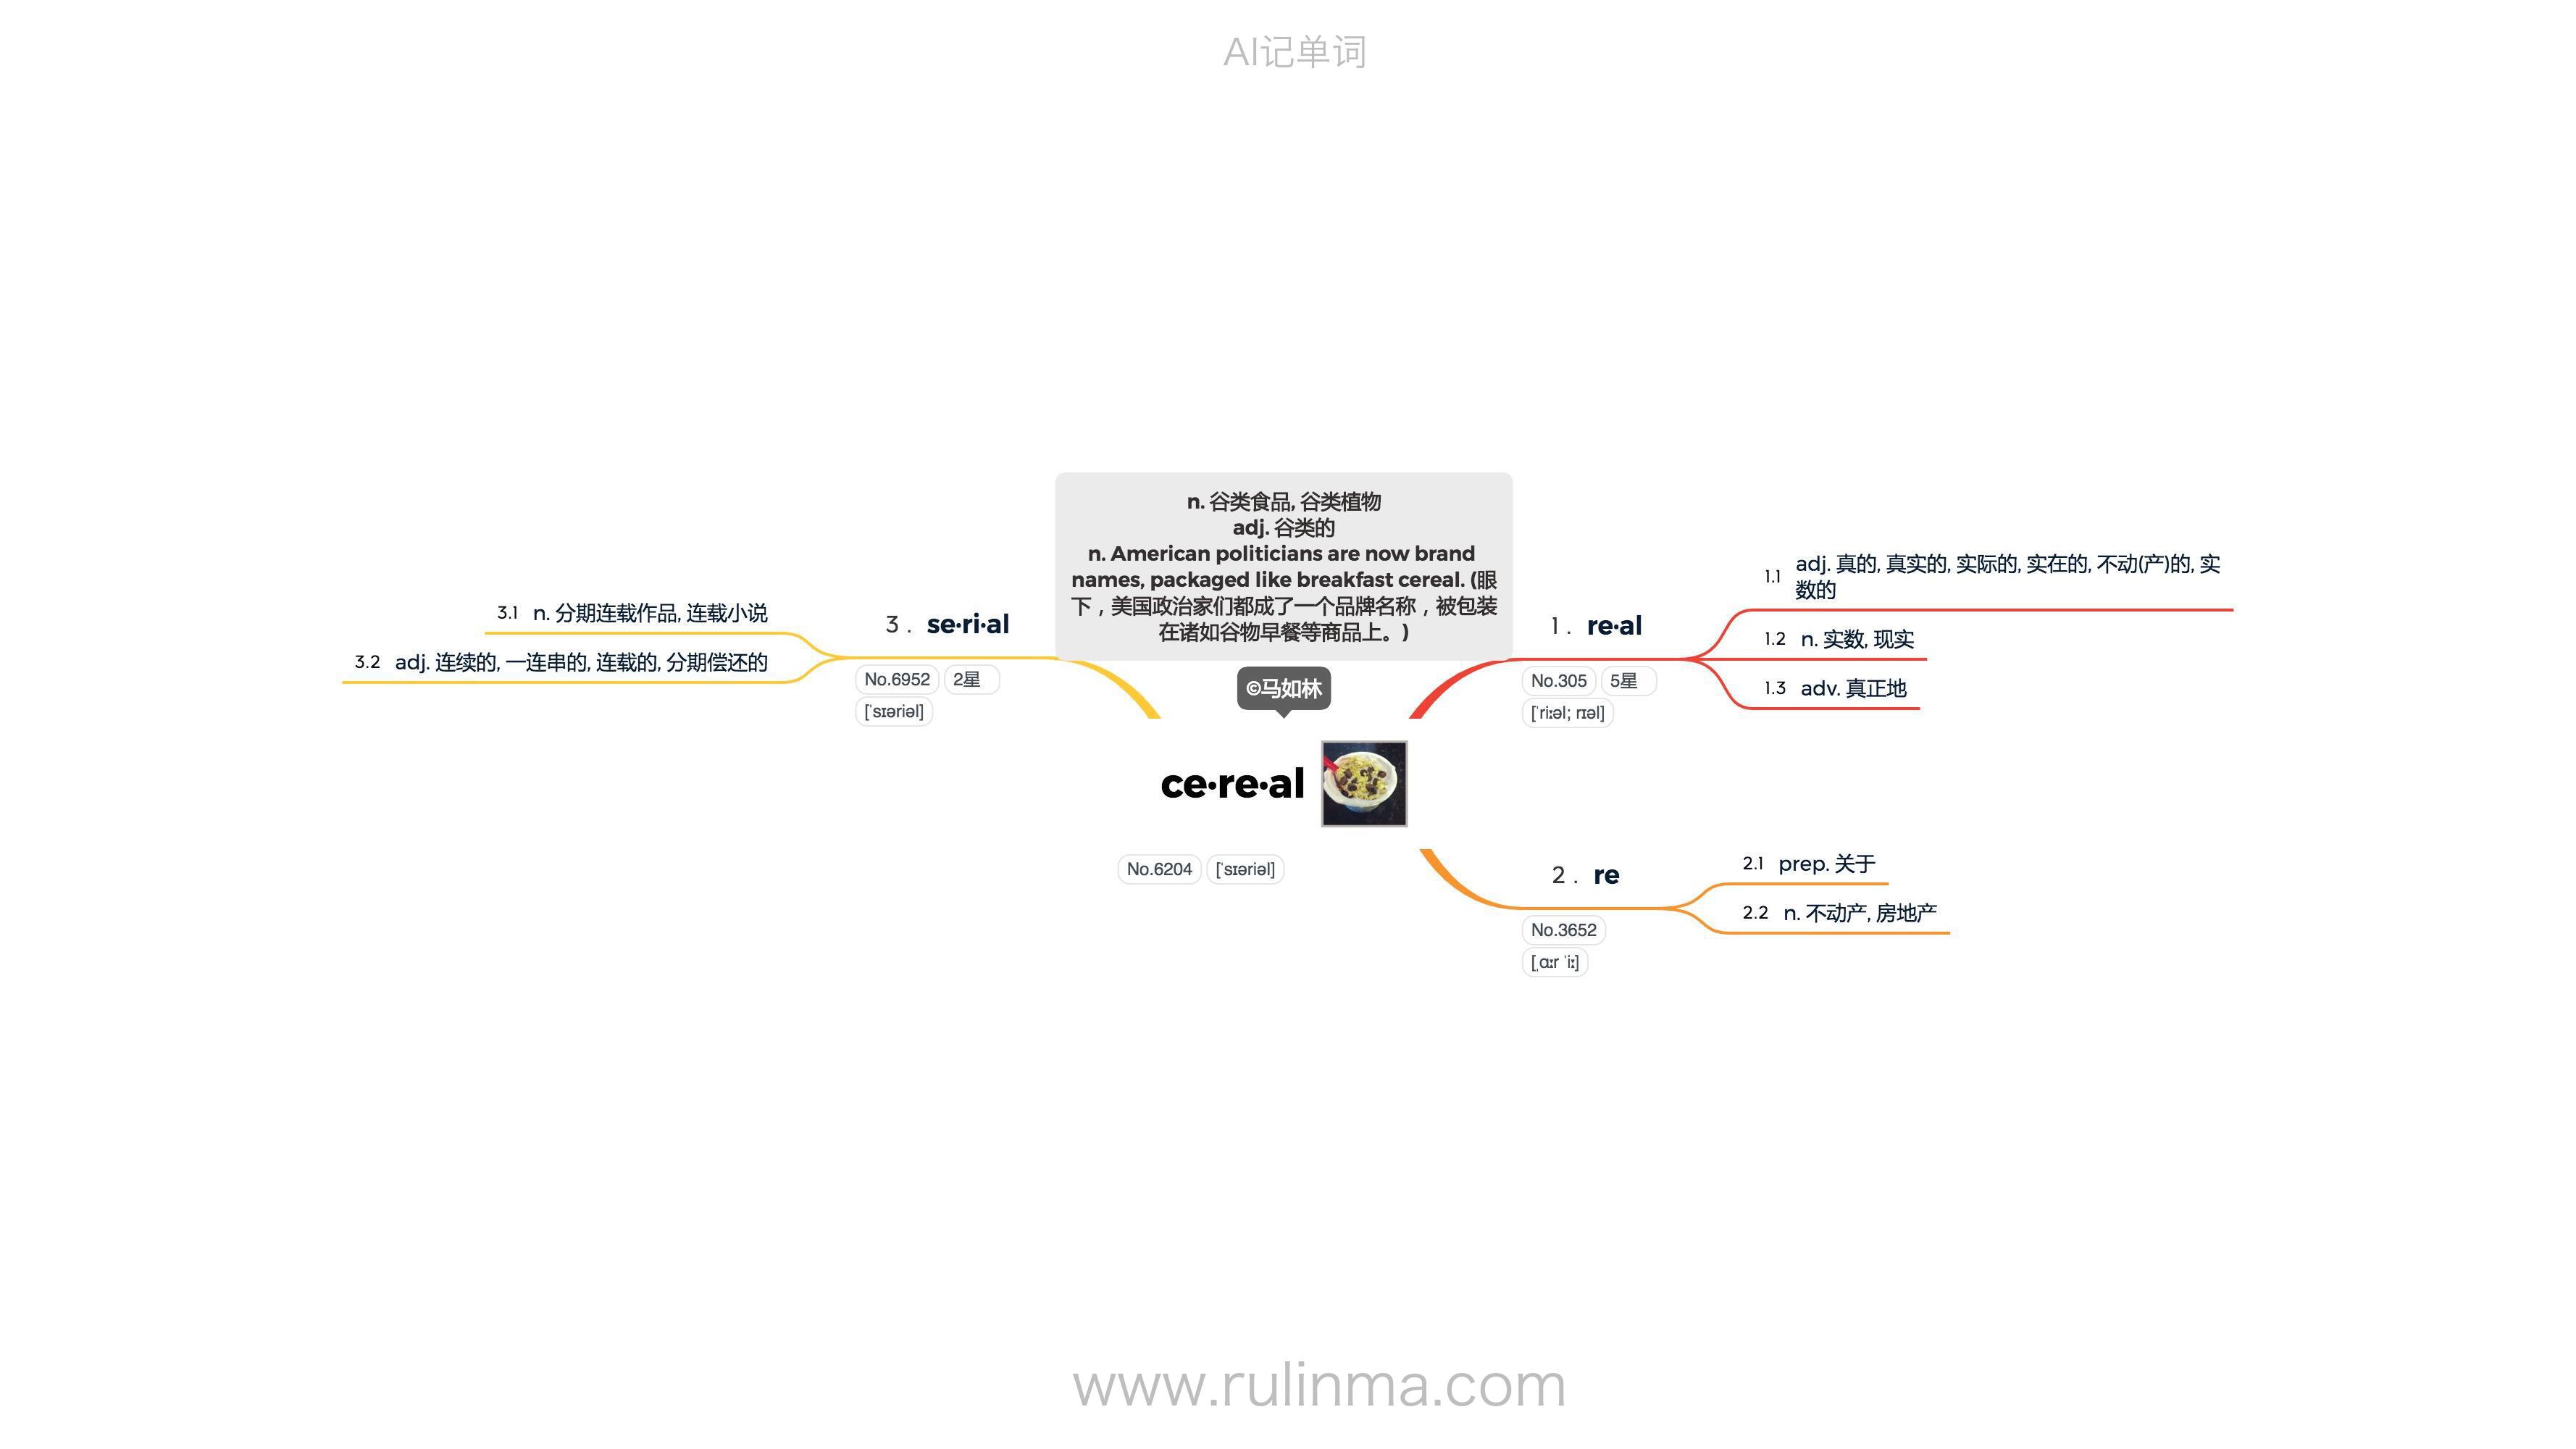 AI记单词
n. 谷类食品, 谷类植物
adj. 谷类的
n. American politicians are now brand
names, packaged like breakfast cereal. (眼
下，美国政治家们都成了一个品牌名称，被包装
在诸如谷物早餐等商品上。)
©马如林
ce·re·al
No.6204 [ˈsɪəriəl]
1. re·al
No.305 5星
[ˈriːəl; rɪəl]
1.1 adj. 真的, 真实的, 实际的, 实在的, 不动(产)的, 实
数的
1.2 n. 实数, 现实
1.3 adv. 真正地
2. re
No.3652
[ˌɑːr ˈiː]
2.1 prep. 关于
2.2 n. 不动产, 房地产
3. se·ri·al
No.6952 2星
[ˈsɪəriəl]
3.1 n. 分期连载作品, 连载小说
3.2 adj. 连续的, 一连串的, 连载的, 分期偿还的
www.rulinma.com